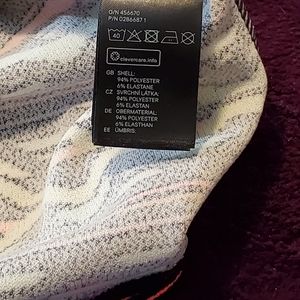 G/N 456670
P/N 02866871
40
clevercare.info
GB SHELL:
94% POLYESTER
6% ELASTANE
CZ SVRCHNÍ LÁTKA:
94% POLYESTER
6% ELASTAN
DE OBERMATERIAL:
94% POLYESTER
6% ELASTHAN
EE ÜMBRIS: